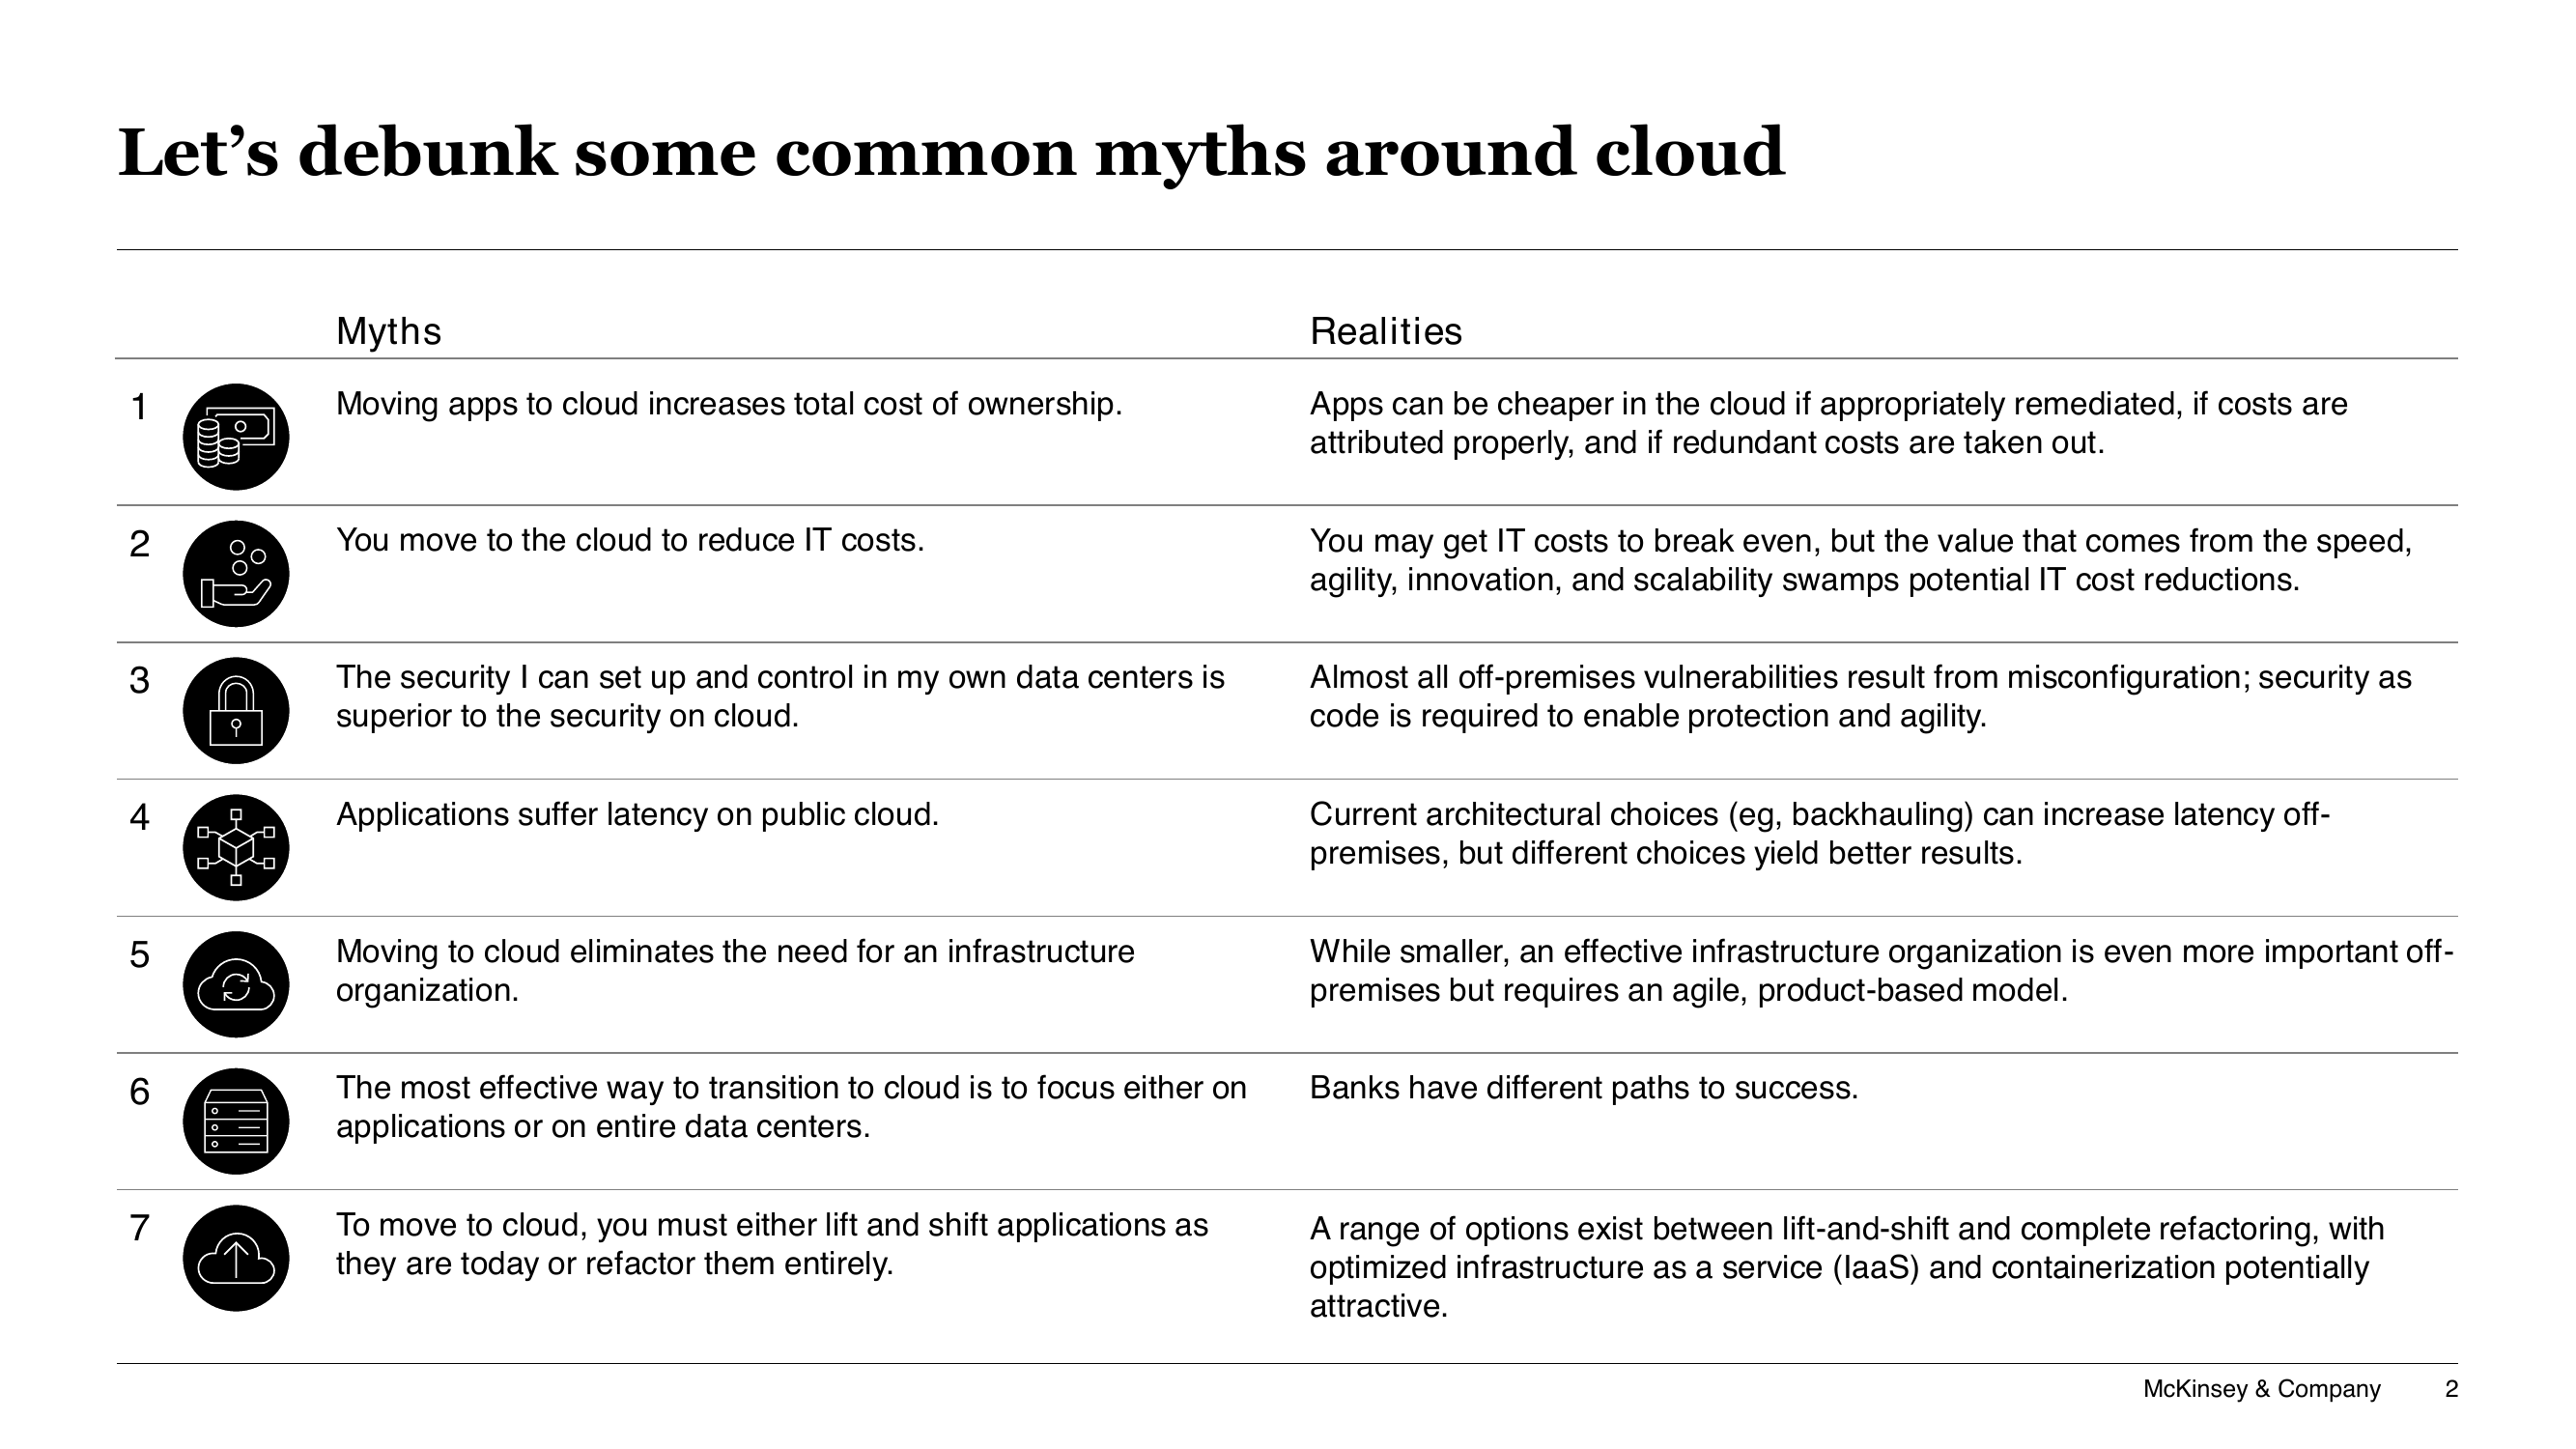 Let’s debunk some common myths around cloud
Myths
Realities
1
Moving apps to cloud increases total cost of ownership.
Apps can be cheaper in the cloud if appropriately remediated, if costs are
attributed properly, and if redundant costs are taken out.
2
You move to the cloud to reduce IT costs.
You may get IT costs to break even, but the value that comes from the speed,
agility, innovation, and scalability swamps potential IT cost reductions.
3
The security I can set up and control in my own data centers is
superior to the security on cloud.
Almost all off-premises vulnerabilities result from misconfiguration; security as
code is required to enable protection and agility.
4
Applications suffer latency on public cloud.
Current architectural choices (eg, backhauling) can increase latency off-
premises, but different choices yield better results.
5
Moving to cloud eliminates the need for an infrastructure
organization.
While smaller, an effective infrastructure organization is even more important off-
premises but requires an agile, product-based model.
6
The most effective way to transition to cloud is to focus either on
applications or on entire data centers.
Banks have different paths to success.
7
To move to cloud, you must either lift and shift applications as
they are today or refactor them entirely.
A range of options exist between lift-and-shift and complete refactoring, with
optimized infrastructure as a service (IaaS) and containerization potentially
attractive.
McKinsey & Company
2